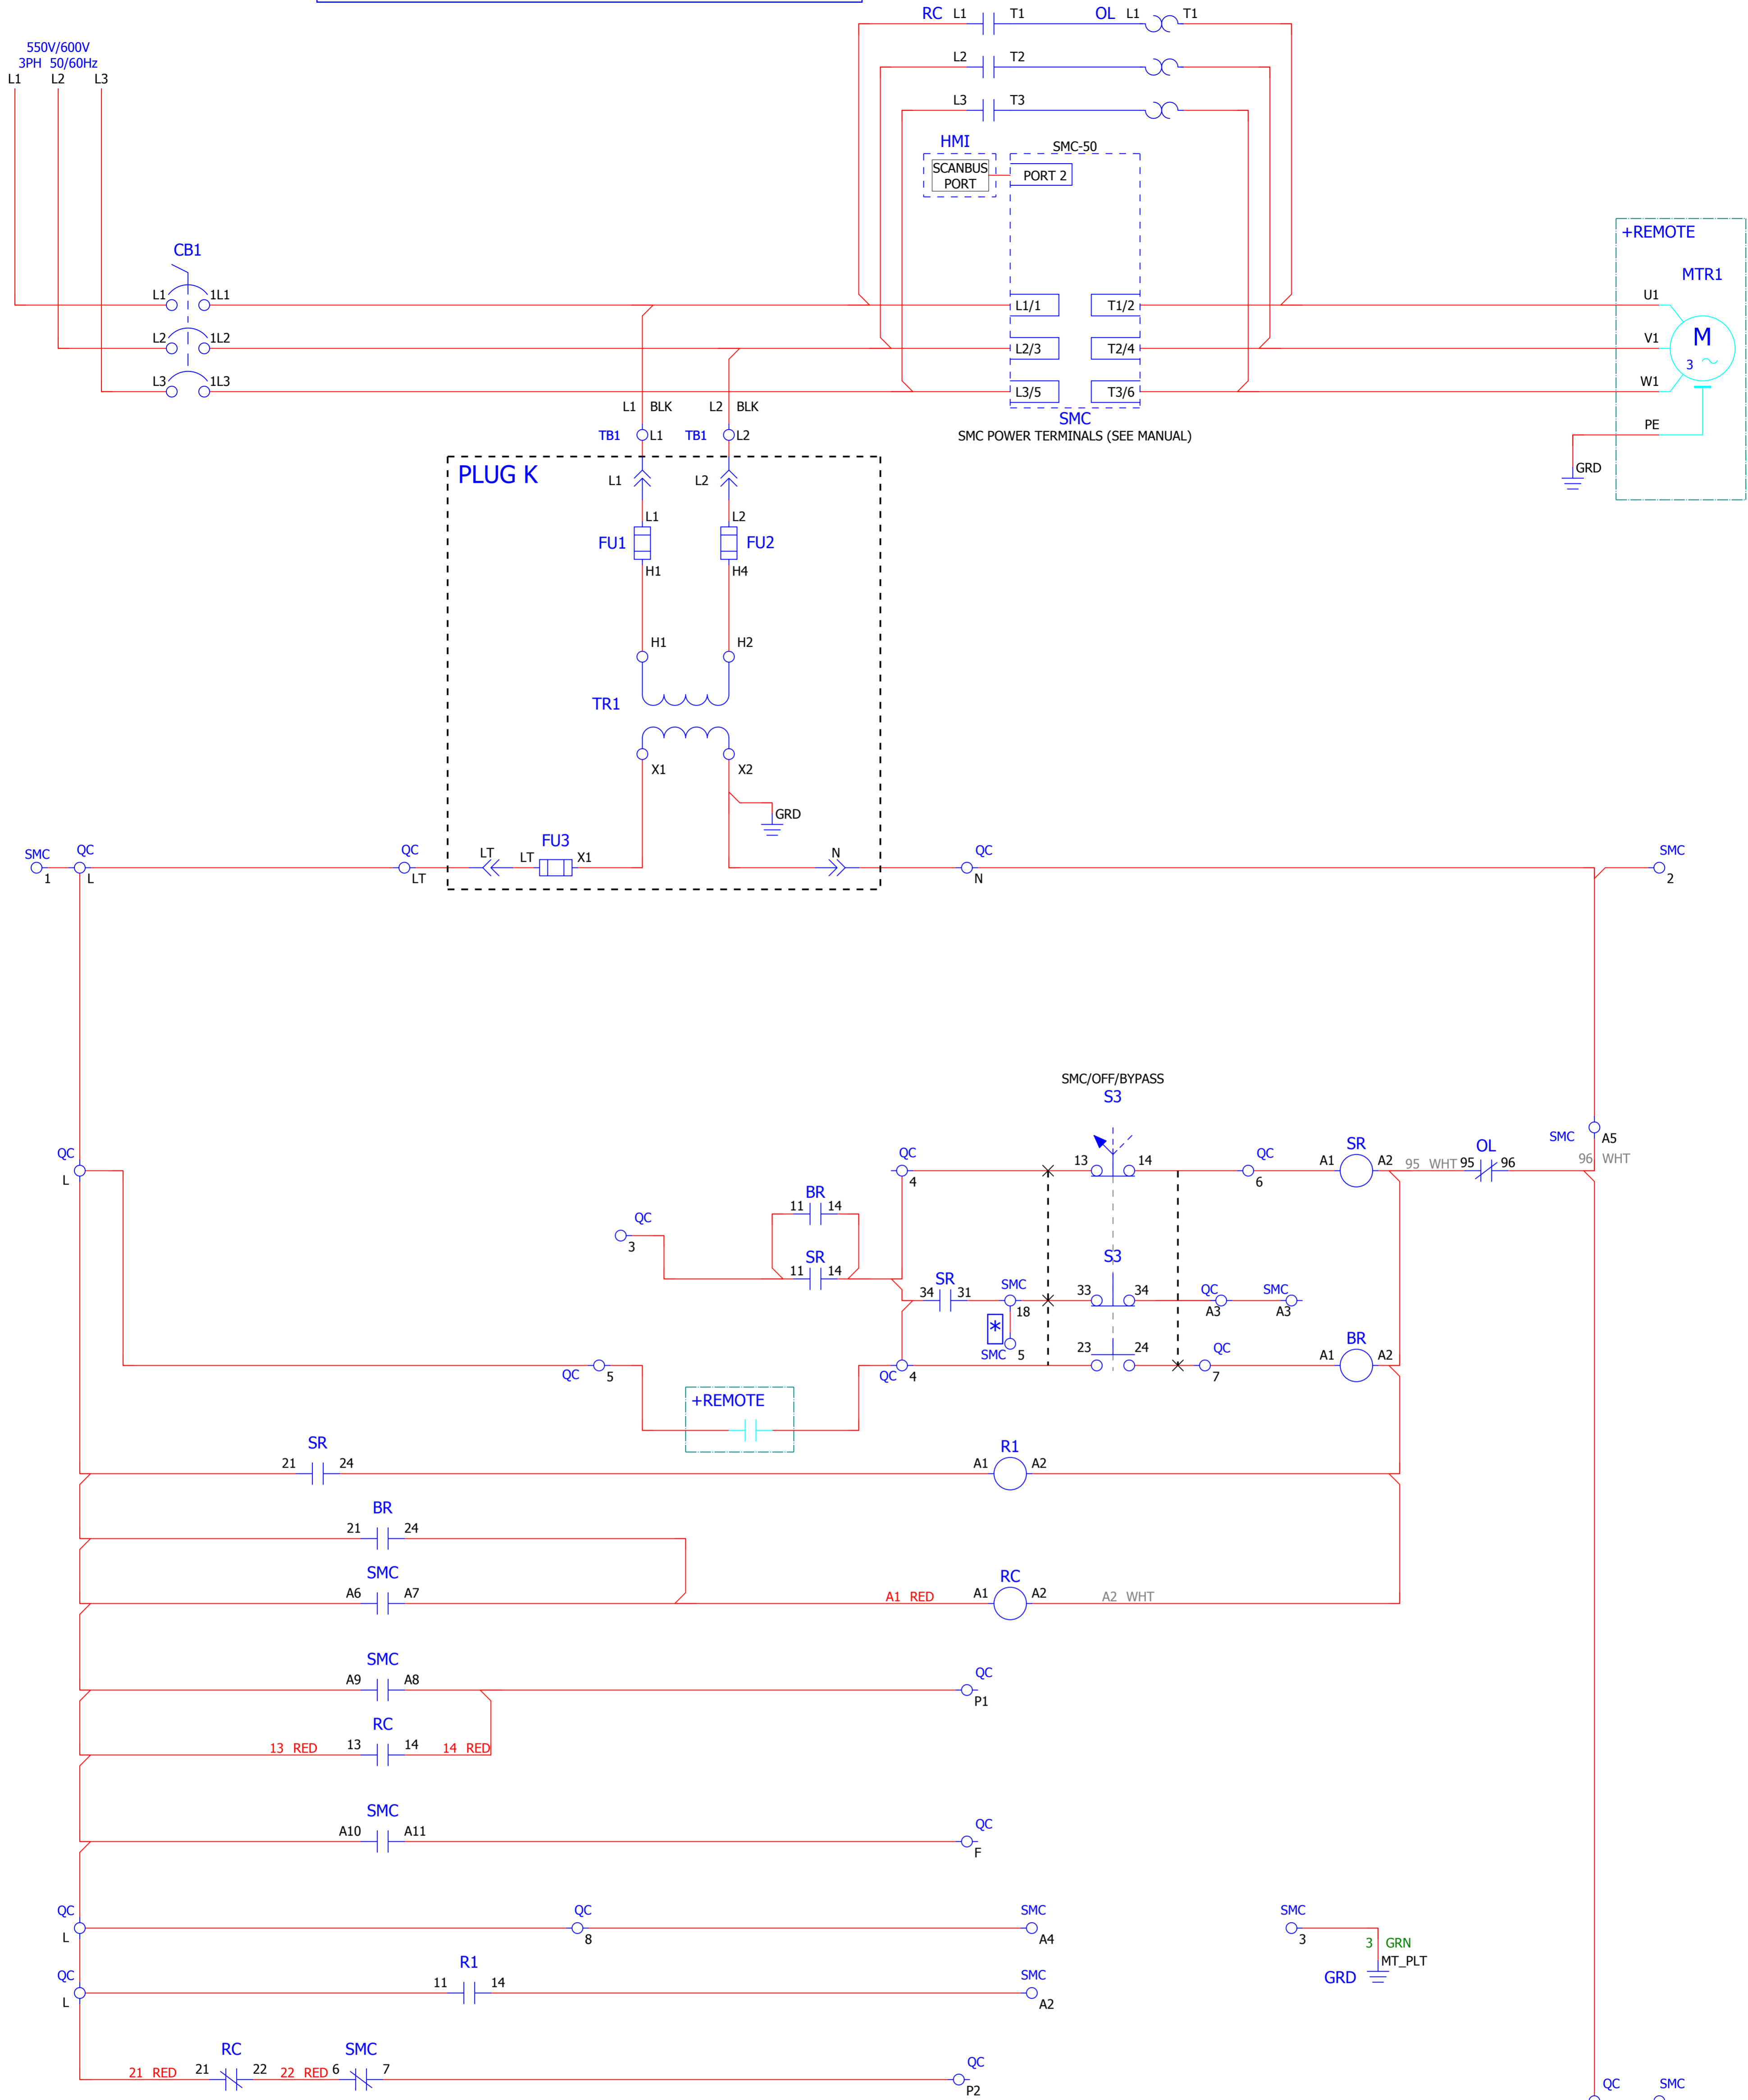 RC L1 T1 OL L1 T1
550V/600V
3PH 50/60Hz
L1 L2 L3
L2 T2
L3 T3
HMI
SMC-50
SCANBUS
PORT
PORT 2
+REMOTE
MTR1
CB1
L1 1L1
L1/1 T1/2
U1
L2 1L2
L2/3 T2/4
V1
M
3
L3 1L3
L3/5 T3/6
W1
SMC
SMC POWER TERMINALS (SEE MANUAL)
PE
GRD
L1 BLK L2 BLK
TB1 L1 TB1 L2
PLUG K
L1 L2
L1 L2
FU1 FU2
H1 H4
H1 H2
TR1
X1 X2
GRD
SMC QC QC
1 L LT
LT LT FU3 X1
N QC
N
SMC
2
SMC/OFF/BYPASS
S3
SMC A5
96 WHT
QC
L
QC
4
13 14
QC
6
A1 SR A2
95 WHT 95 OL 96
BR
11 14
QC
3
SR
11 14
S3
SR
34 31
SMC
18
33 34
QC
A3
SMC
A3
*
SMC 5
23 24
QC
7
BR
A1 A2
QC 5
QC 4
+REMOTE
SR
21 24
R1
A1 A2
BR
21 24
SMC
A6 A7
A1 RED
RC
A1 A2
A2 WHT
SMC
A9 A8
QC
P1
RC
13 RED 13 14 14 RED
SMC
A10 A11
QC
F
QC
L
QC
8
SMC
A4
SMC
3
3 GRN
MT_PLT
GRD
QC
L
R1
11 14
SMC
A2
RC SMC
21 RED 21 22 22 RED 6 7
QC
P2
QC SMC